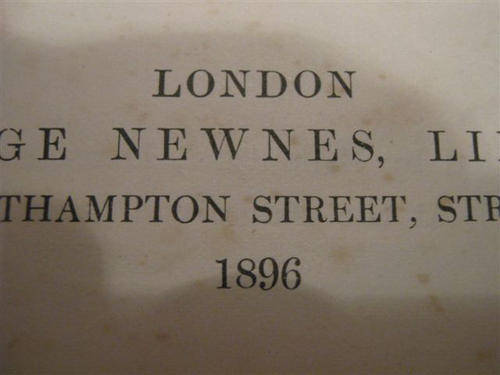 LONDON
GE NEWNES, LI
THAMPTON STREET, STR
1896